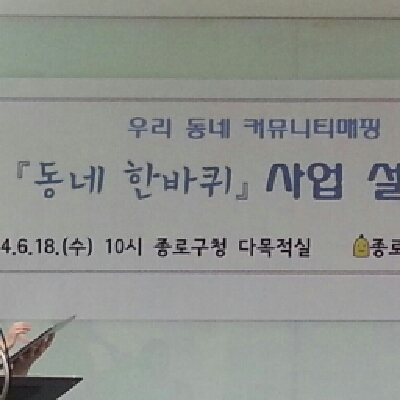 우리 동네 커뮤니티매핑
『동네 한바퀴』 사업 설
4.6.18.(수) 10시 종로구청 다목적실 종로